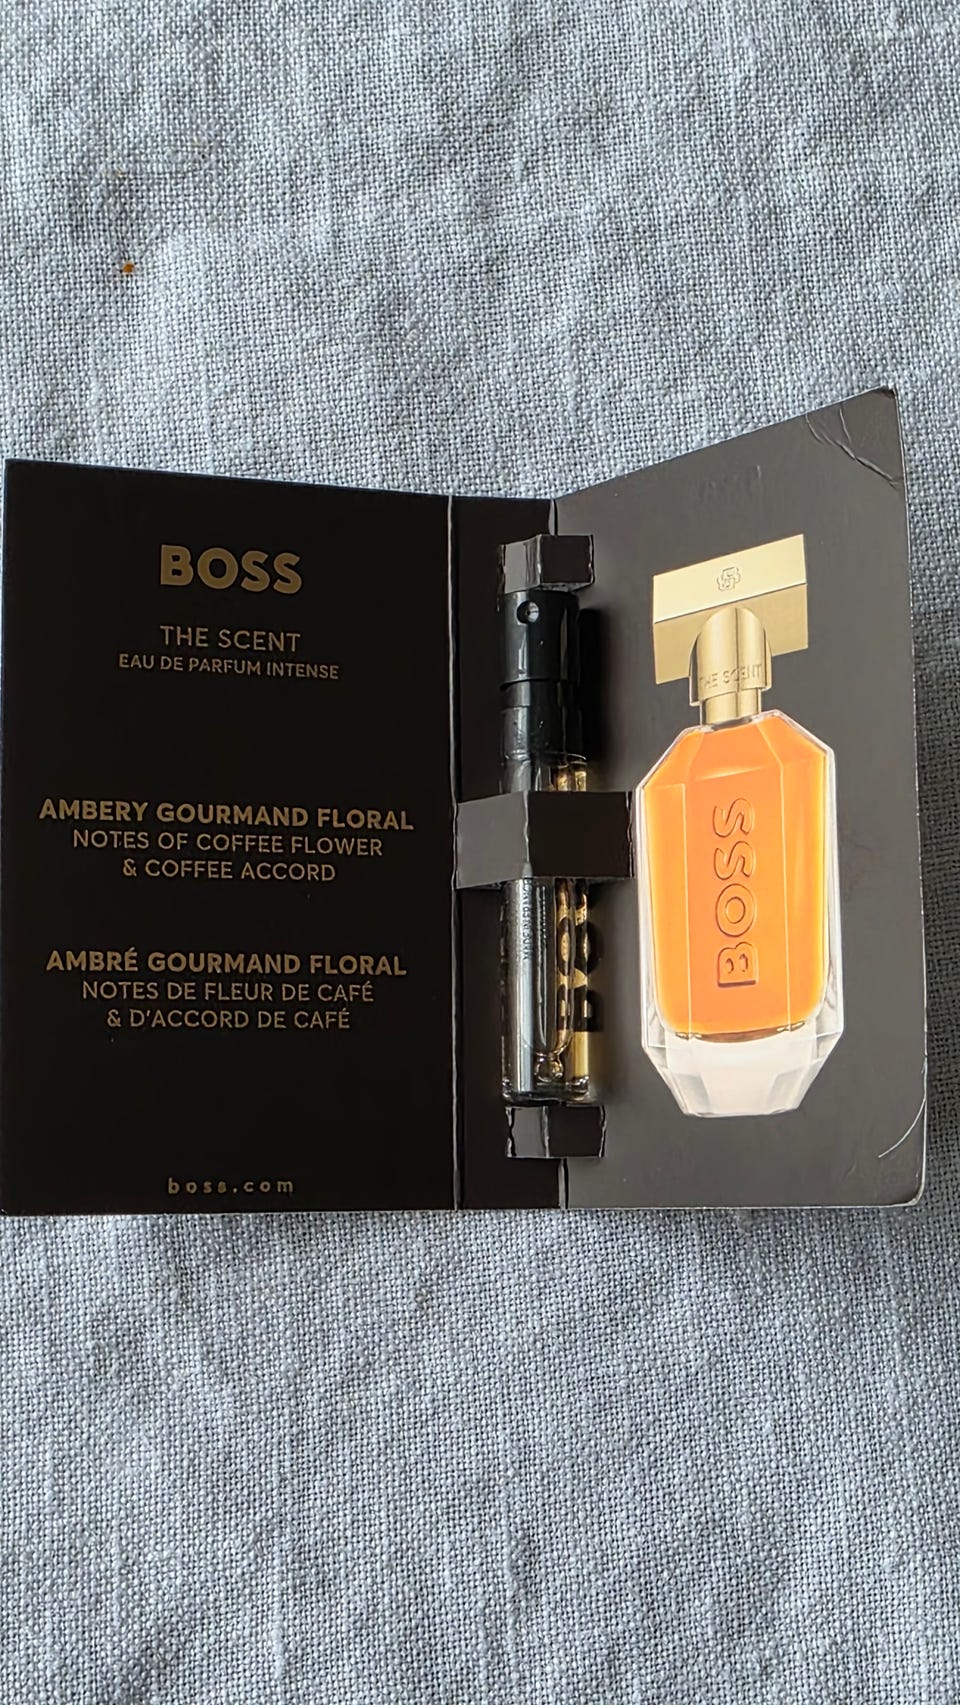 BOSS
THE SCENT
EAU DE PARFUM INTENSE
AMBERY GOURMAND FLORAL
NOTES OF COFFEE FLOWER
& COFFEE ACCORD
AMBRÉ GOURMAND FLORAL
NOTES DE FLEUR DE CAFÉ
& D'ACCORD DE CAFÉ
boss.com
THE SCENT
BOSS